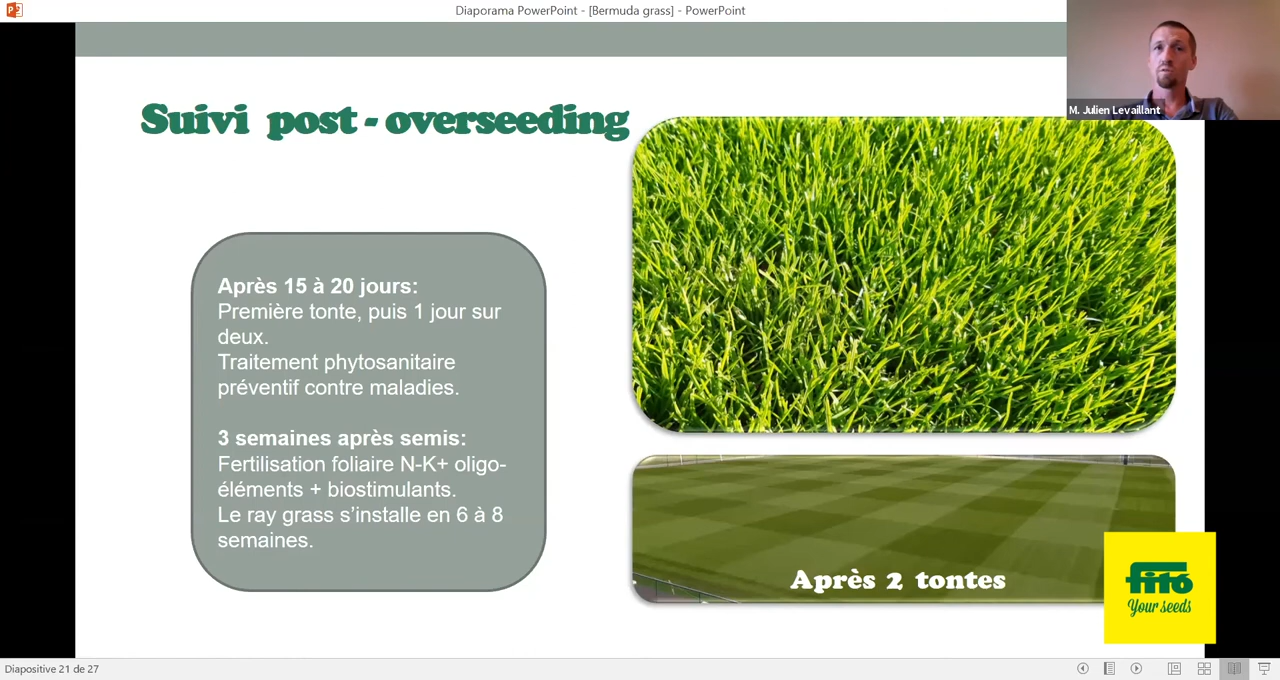 Diaporama PowerPoint - [Bermuda grass] - PowerPoint
M. Julien Levaillant
Suivi post - overseeding
Après 15 à 20 jours:
Première tonte, puis 1 jour sur
deux.
Traitement phytosanitaire
préventif contre maladies.
3 semaines après semis:
Fertilisation foliaire N-K+ oligo-
éléments + biostimulants.
Le ray grass s’installe en 6 à 8
semaines.
Après 2 tontes
fitó
Your seeds
Diapositive 21 de 27